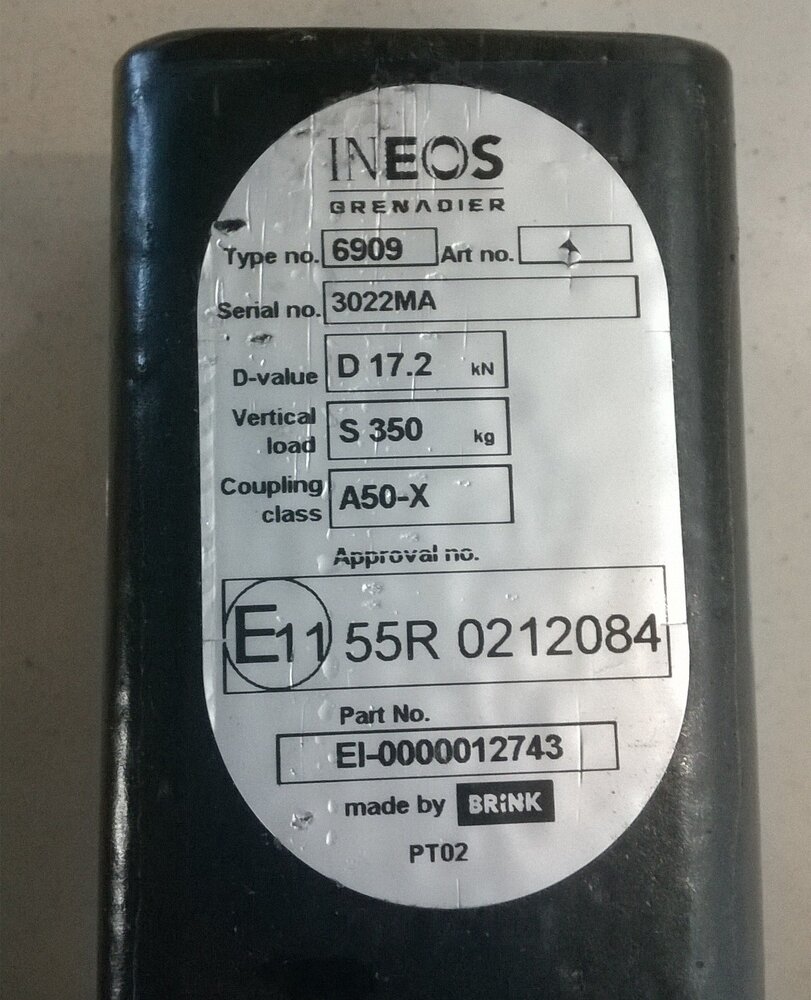 INEOS
GRENADIER
Type no. 6909 Art no.
Serial no. 3022MA
D-value D 17.2 kN
Vertical load S 350 kg
Coupling class A50-X
Approval no.
E11 55R 0212084
Part No.
EI-0000012743
made by BRiNK
PT02